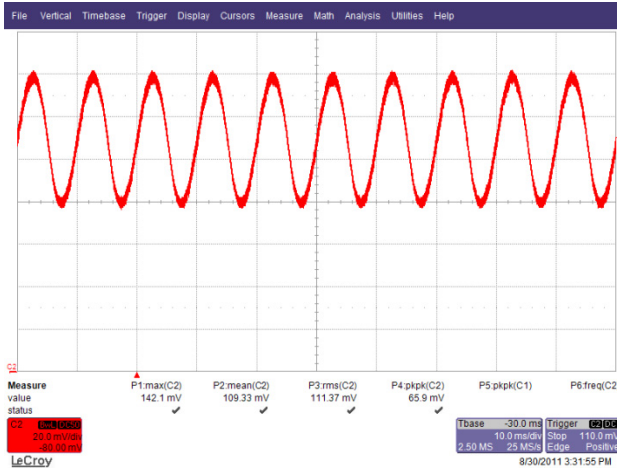 File Vertical Timebase Trigger Display Cursors Measure Math Analysis Utilities Help
C2
Measure P1:max(C2) P2:mean(C2) P3:rms(C2) P4:pkpk(C2) P5:pkpk(C1) P6:freq(C2
value 142.1 mV 109.33 mV 111.37 mV 65.9 mV
status
C2 BwL DC50
20.0 mV/div
-80.00 mV
Tbase -30.0 ms
10.0 ms/div
2.50 MS 25 MS/s
Trigger C2 DC
Stop 110.0 mV
Edge Positive
LeCroy
8/30/2011 3:31:55 PM